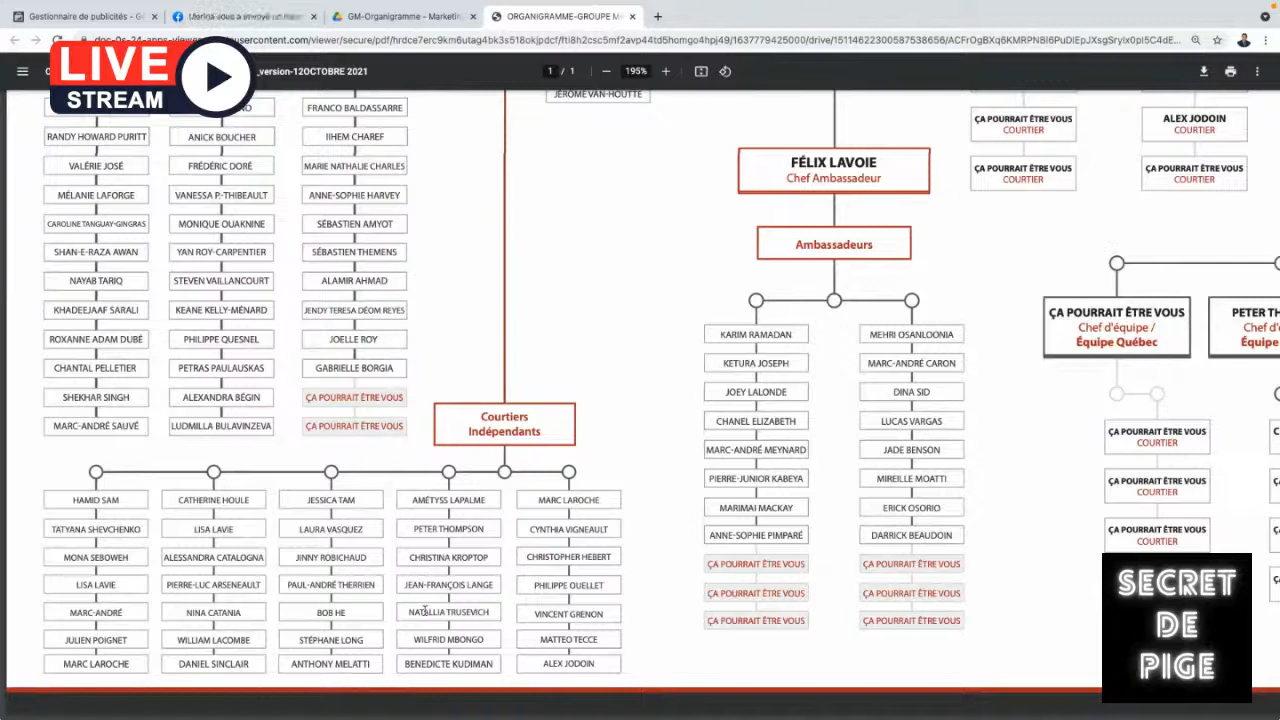 Gestionnaire de publicités - G
GM-Organigramme - Marketin
ORGANIGRAMME-GROUPE M
LIVE
STREAM
_version-12OCTOBRE 2021
1 / 1
195%
JÉRÔME VAN-HOUTTE
FRANCO BALDASSARRE
RANDY HOWARD PURITT
ANICK BOUCHER
IIHEM CHAREF
VALÉRIE JOSÉ
FRÉDÉRIC DORÉ
MARIE NATHALIE CHARLES
MÉLANIE LAFORGE
VANESSA P.-THIBEAULT
ANNE-SOPHIE HARVEY
CAROLINE TANGUAY-GINGRAS
MONIQUE OUAKNINE
SÉBASTIEN AMYOT
SHAN-E-RAZA AWAN
YAN ROY-CARPENTIER
SÉBASTIEN THEMENS
NAYAB TARIQ
STEVEN VAILLANCOURT
ALAMIR AHMAD
KHADEEJAAF SARALI
KEANE KELLY-MÉNARD
JENDY TERESA DÉOM REYES
ROXANNE ADAM DUBÉ
PHILIPPE QUESNEL
JOELLE ROY
CHANTAL PELLETIER
PETRAS PAULAUSKAS
GABRIELLE BORGIA
SHEKHAR SINGH
ALEXANDRA BÉGIN
ÇA POURRAIT ÊTRE VOUS
MARC-ANDRÉ SAUVÉ
LUDMILLA BULAVINZEVA
ÇA POURRAIT ÊTRE VOUS
Courtiers
Indépendants
HAMID SAM
CATHERINE HOULE
JESSICA TAM
AMÉTYSS LAPALME
MARC LAROCHE
TATYANA SHEVCHENKO
LISA LAVIE
LAURA VASQUEZ
PETER THOMPSON
CYNTHIA VIGNEAULT
MONA SEBOWEH
ALESSANDRA CATALOGNA
JINNY ROBICHAUD
CHRISTINA KROPTOP
CHRISTOPHER HEBERT
LISA LAVIE
PIERRE-LUC ARSENEAULT
PAUL-ANDRÉ THERRIEN
JEAN-FRANÇOIS LANGE
PHILIPPE OUELLET
MARC-ANDRÉ
NINA CATANIA
BOB HE
NATALLIA TRUSEVICH
VINCENT GRENON
JULIEN POIGNET
WILLIAM LACOMBE
STÉPHANE LONG
WILFRID MBONGO
MATTEO TECCE
MARC LAROCHE
DANIEL SINCLAIR
ANTHONY MELATTI
BENEDICTE KUDIMAN
ALEX JODOIN
FÉLIX LAVOIE
Chef Ambassadeur
Ambassadeurs
KARIM RAMADAN
MEHRI OSANLOONIA
KETURA JOSEPH
MARC-ANDRÉ CARON
JOEY LALONDE
DINA SID
CHANEL ELIZABETH
LUCAS VARGAS
MARC-ANDRÉ MEYNARD
JADE BENSON
PIERRE-JUNIOR KABEYA
MIREILLE MOATTI
MARIMAI MACKAY
ERICK OSORIO
ANNE-SOPHIE PIMPARÉ
DARRICK BEAUDOIN
ÇA POURRAIT ÊTRE VOUS
ÇA POURRAIT ÊTRE VOUS
ÇA POURRAIT ÊTRE VOUS
ÇA POURRAIT ÊTRE VOUS
ÇA POURRAIT ÊTRE VOUS
ÇA POURRAIT ÊTRE VOUS
ÇA POURRAIT ÊTRE VOUS
COURTIER
ALEX JODOIN
COURTIER
ÇA POURRAIT ÊTRE VOUS
COURTIER
ÇA POURRAIT ÊTRE VOUS
COURTIER
ÇA POURRAIT ÊTRE VOUS
Chef d'équipe /
Équipe Québec
PETER TH
Chef d'
Équipe
ÇA POURRAIT ÊTRE VOUS
COURTIER
ÇA POURRAIT ÊTRE VOUS
COURTIER
ÇA POURRAIT ÊTRE VOUS
COURTIER
SECRET
DE
PIGE